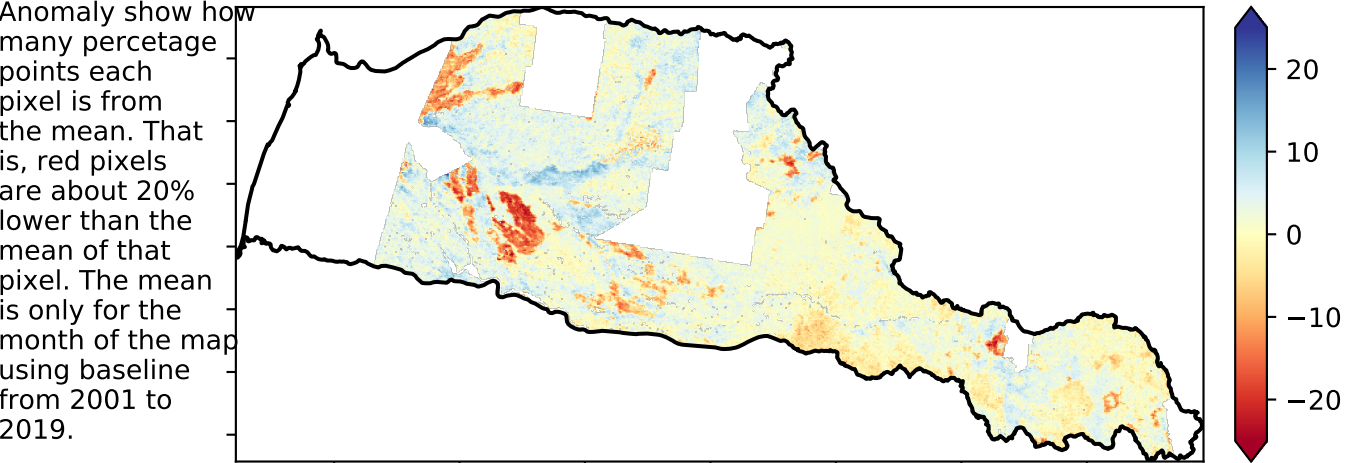 Anomaly show how
many percetage
points each
pixel is from
the mean. That
is, red pixels
are about 20%
lower than the
mean of that
pixel. The mean
is only for the
month of the map
using baseline
from 2001 to
2019.
20
10
0
−10
−20